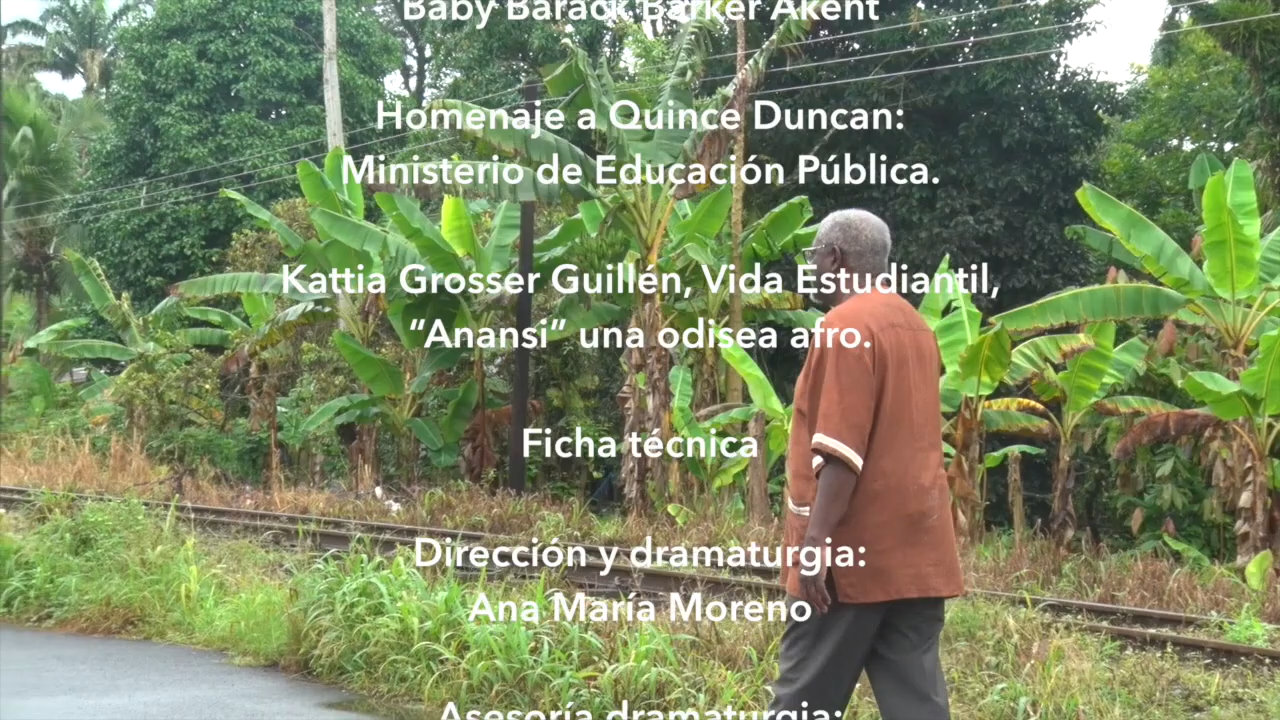 Baby Barack Barker Akent
Homenaje a Quince Duncan:
Ministerio de Educación Pública.
Kattia Grosser Guillén, Vida Estudiantil,
“Anansi” una odisea afro.
Ficha técnica
Dirección y dramaturgia:
Ana María Moreno
Asesoría dramaturgia: